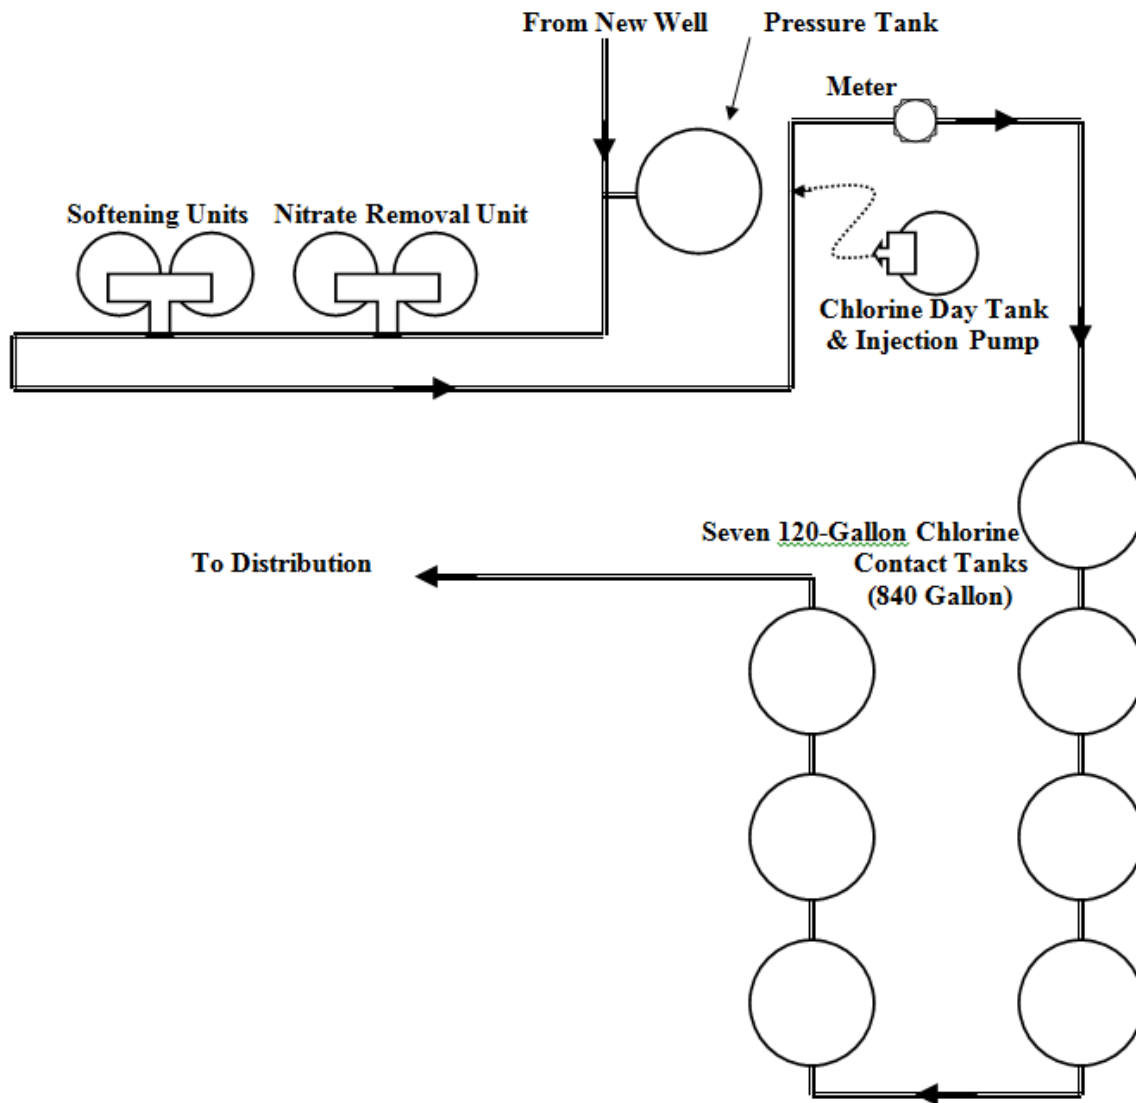 From New Well
Pressure Tank
Meter
Softening Units
Nitrate Removal Unit
Chlorine Day Tank
& Injection Pump
Seven 120-Gallon Chlorine
Contact Tanks
(840 Gallon)
To Distribution